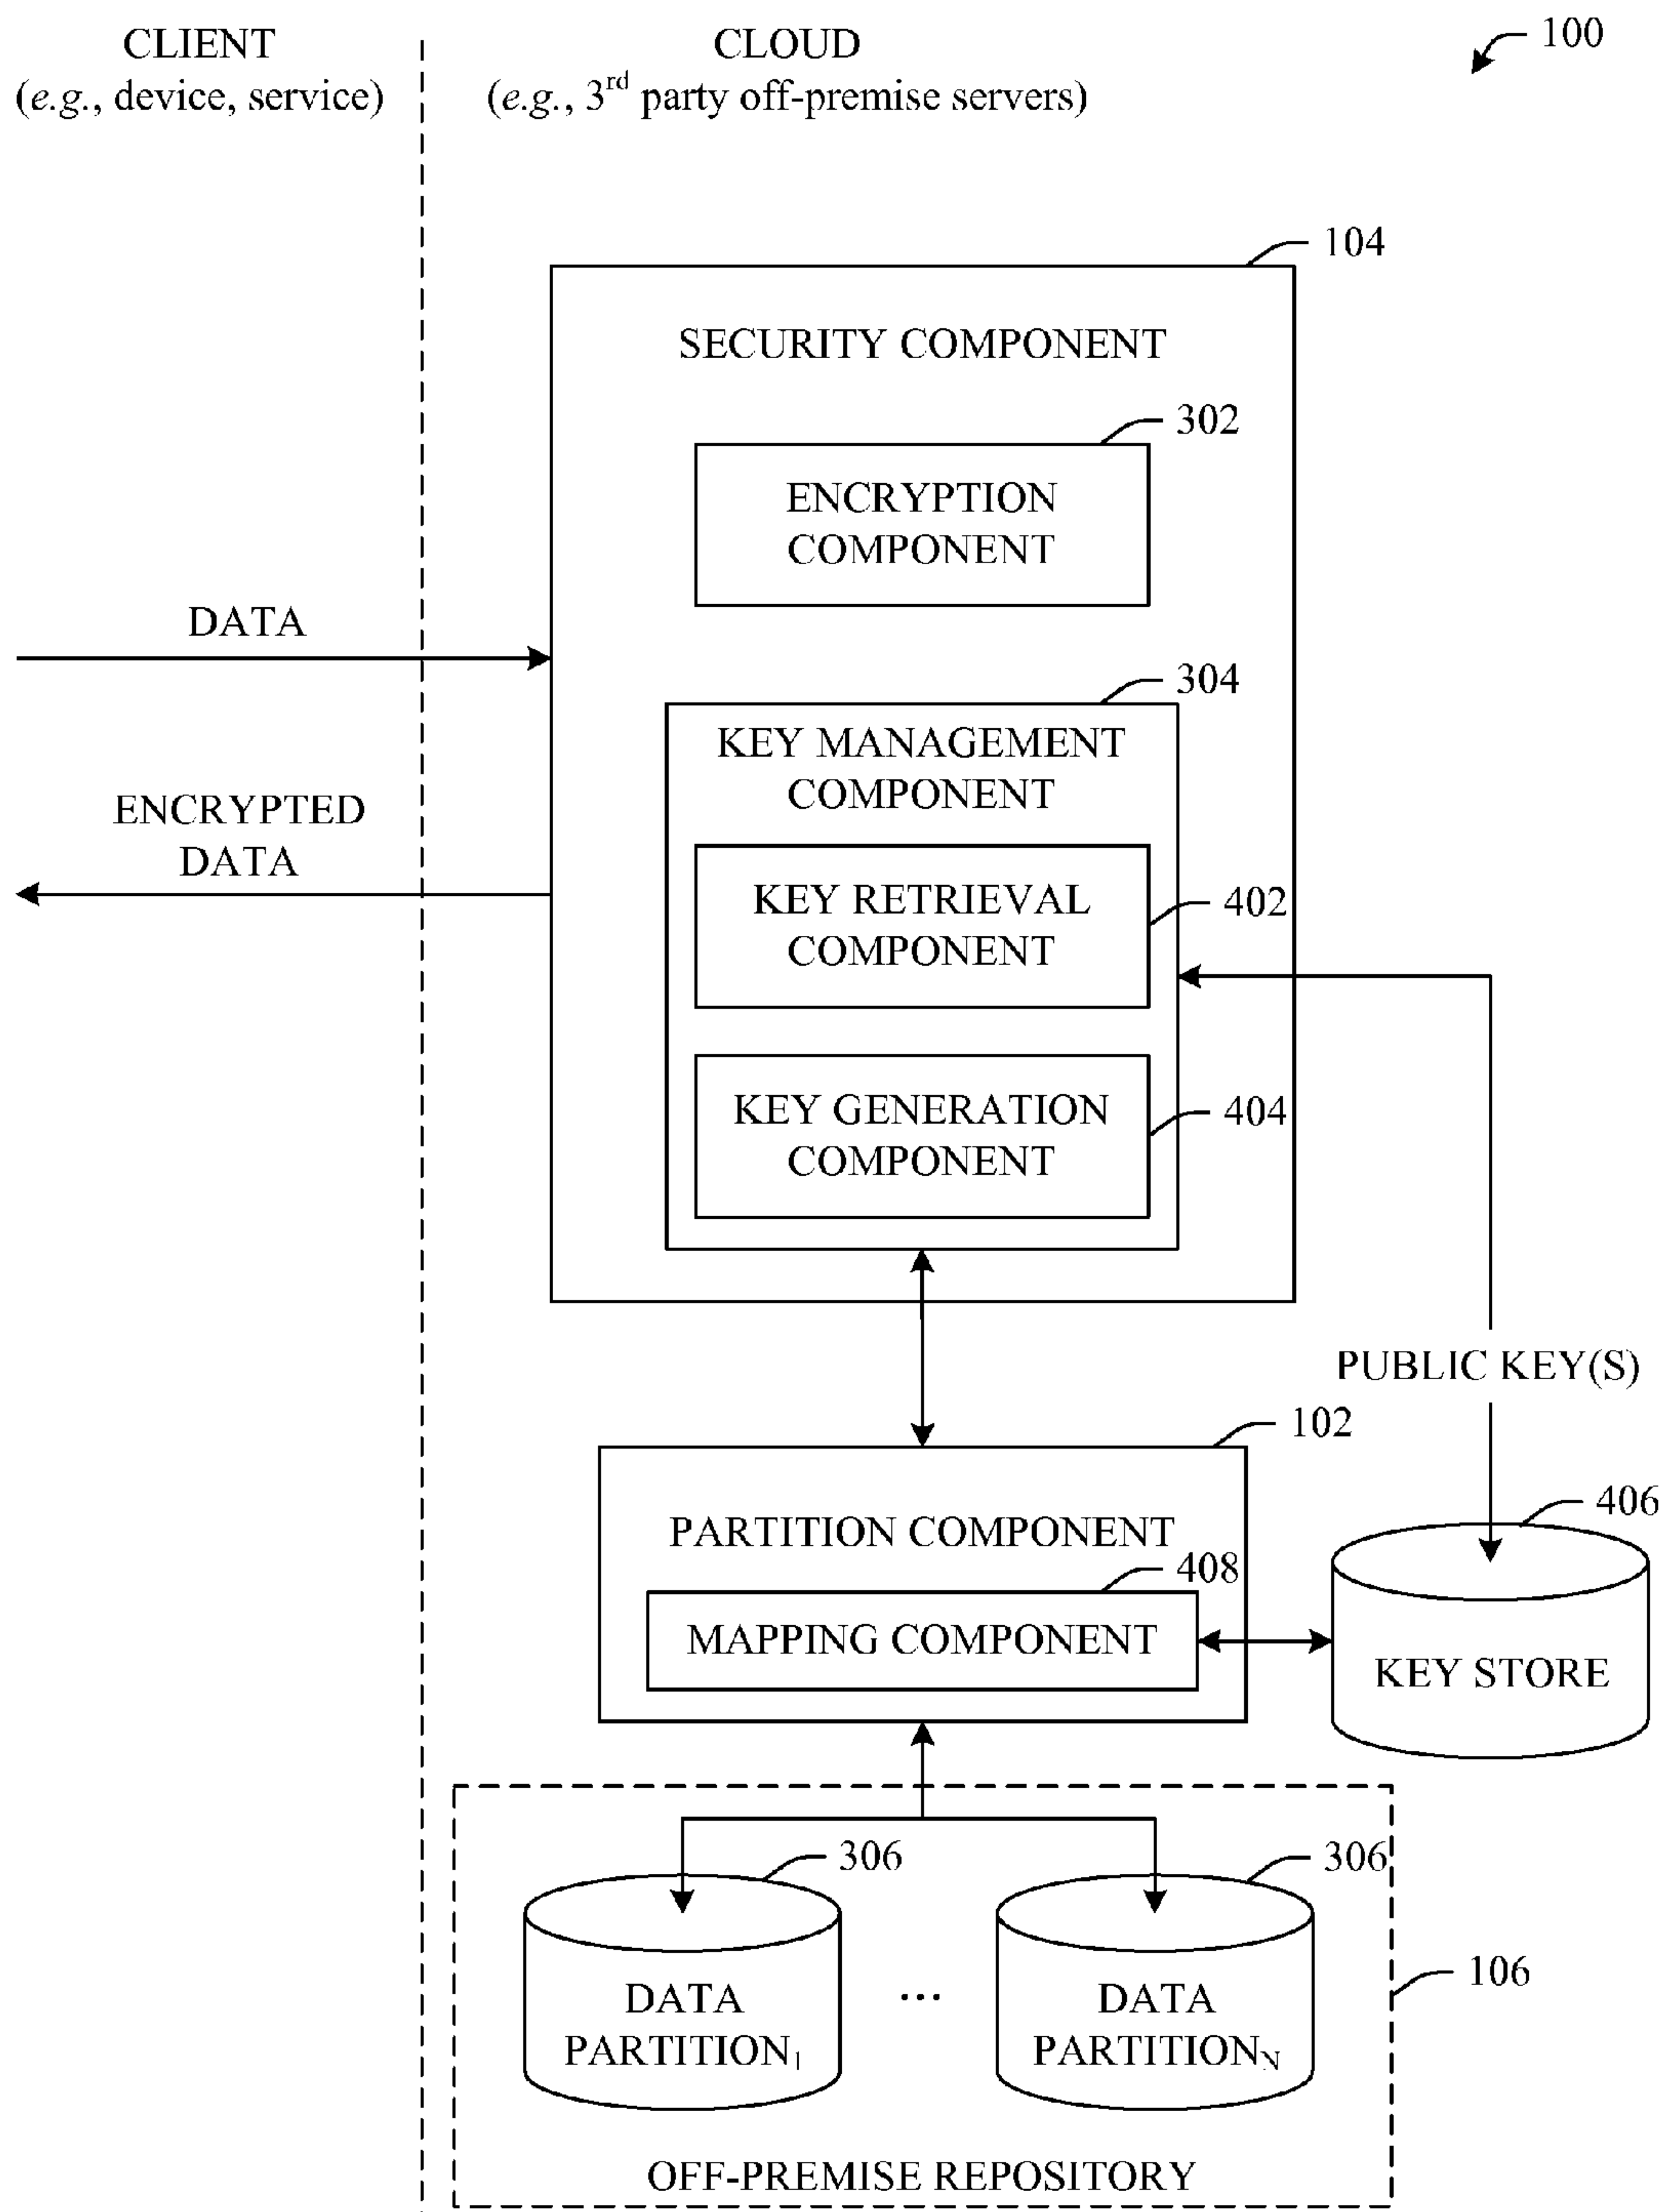 CLIENT
(e.g., device, service)
CLOUD
(e.g., 3rd party off-premise servers)
100
104
SECURITY COMPONENT
302
ENCRYPTION
COMPONENT
DATA
304
KEY MANAGEMENT
COMPONENT
ENCRYPTED
DATA
KEY RETRIEVAL
COMPONENT
402
KEY GENERATION
COMPONENT
404
PUBLIC KEY(S)
102
PARTITION COMPONENT
406
408
MAPPING COMPONENT
KEY STORE
306
306
DATA
PARTITION1
...
DATA
PARTITIONN
106
OFF-PREMISE REPOSITORY